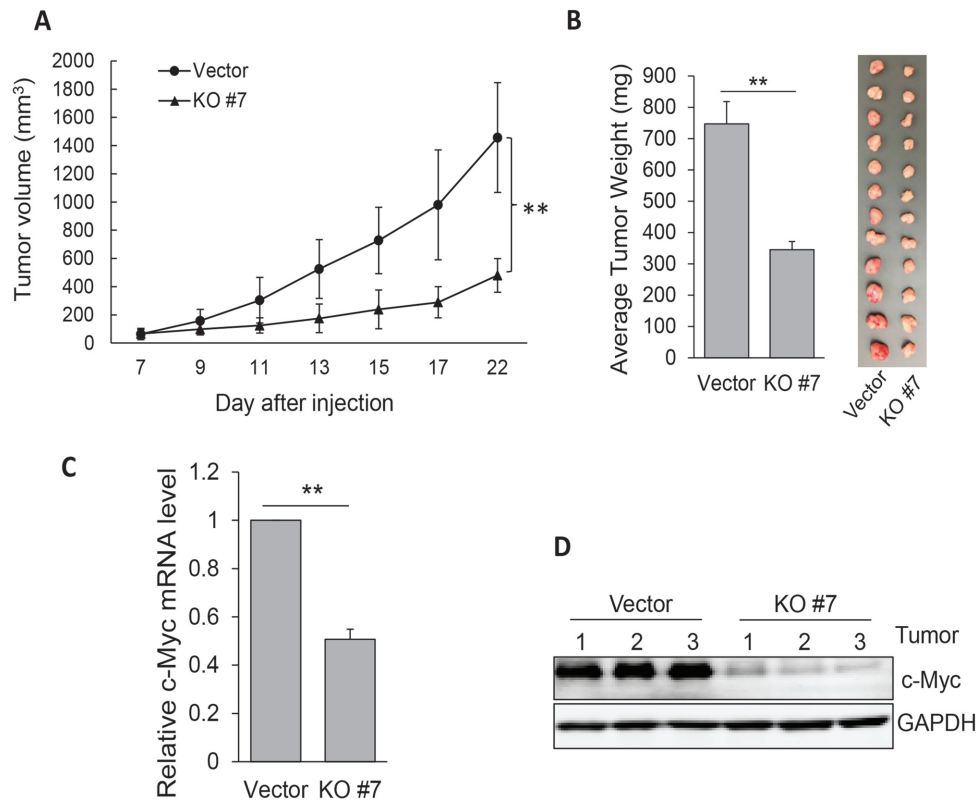 A
Tumor volume (mm³)
2000
1800
1600
1400
1200
1000
800
600
400
200
0
Vector
KO #7
**
7 9 11 13 15 17 22
Day after injection
B
Average Tumor Weight (mg)
900
800
700
600
500
400
300
200
100
0
**
Vector KO #7
Vector
KO #7
C
Relative c-Myc mRNA level
1.2
1
0.8
0.6
0.4
0.2
0
**
Vector KO #7
D
Vector KO #7
1 2 3 1 2 3 Tumor
c-Myc
GAPDH